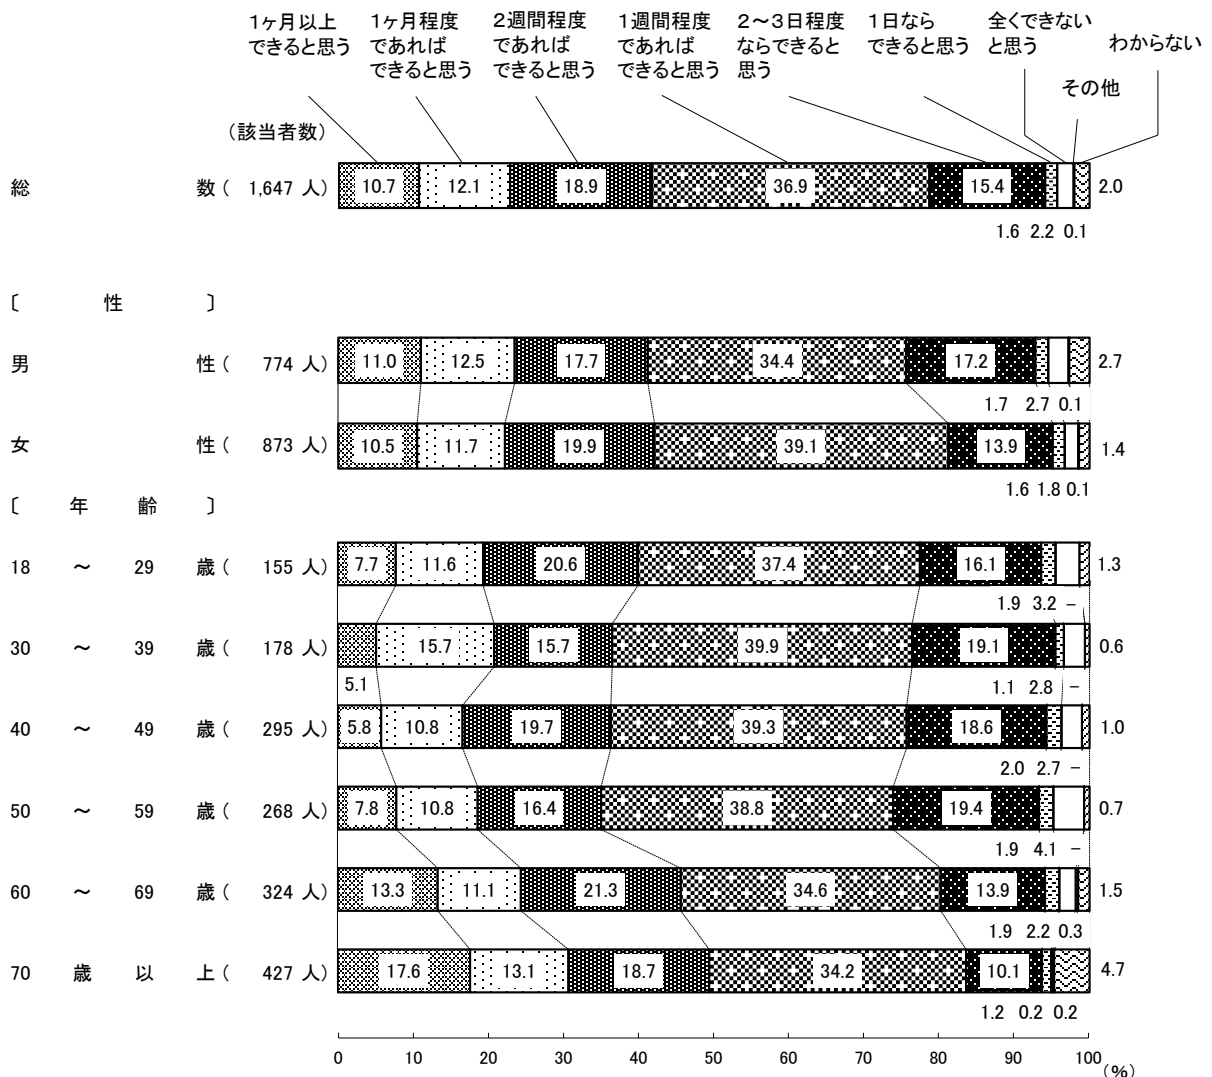 1ヶ月以上
できると思う
1ヶ月程度
であれば
できると思う
2週間程度
であれば
できると思う
1週間程度
であれば
できると思う
2～3日程度
ならできると
思う
1日なら
できると思う
全くできない
と思う
その他
わからない
（該当者数）
総 数（ 1,647 人） 10.7 12.1 18.9 36.9 15.4 2.0
1.6 2.2 0.1
〔 性 〕
男 性（ 774 人） 11.0 12.5 17.7 34.4 17.2 2.7
1.7 2.7 0.1
女 性（ 873 人） 10.5 11.7 19.9 39.1 13.9 1.4
1.6 1.8 0.1
〔 年 齢 〕
18 ～ 29 歳（ 155 人） 7.7 11.6 20.6 37.4 16.1 1.3
1.9 3.2 －
30 ～ 39 歳（ 178 人） 15.7 15.7 39.9 19.1 0.6
5.1 1.1 2.8 －
40 ～ 49 歳（ 295 人） 5.8 10.8 19.7 39.3 18.6 1.0
2.0 2.7 －
50 ～ 59 歳（ 268 人） 7.8 10.8 16.4 38.8 19.4 0.7
1.9 4.1 －
60 ～ 69 歳（ 324 人） 13.3 11.1 21.3 34.6 13.9 1.5
1.9 2.2 0.3
70 歳 以 上（ 427 人） 17.6 13.1 18.7 34.2 10.1 4.7
1.2 0.2 0.2
0 10 20 30 40 50 60 70 80 90 100
（％）